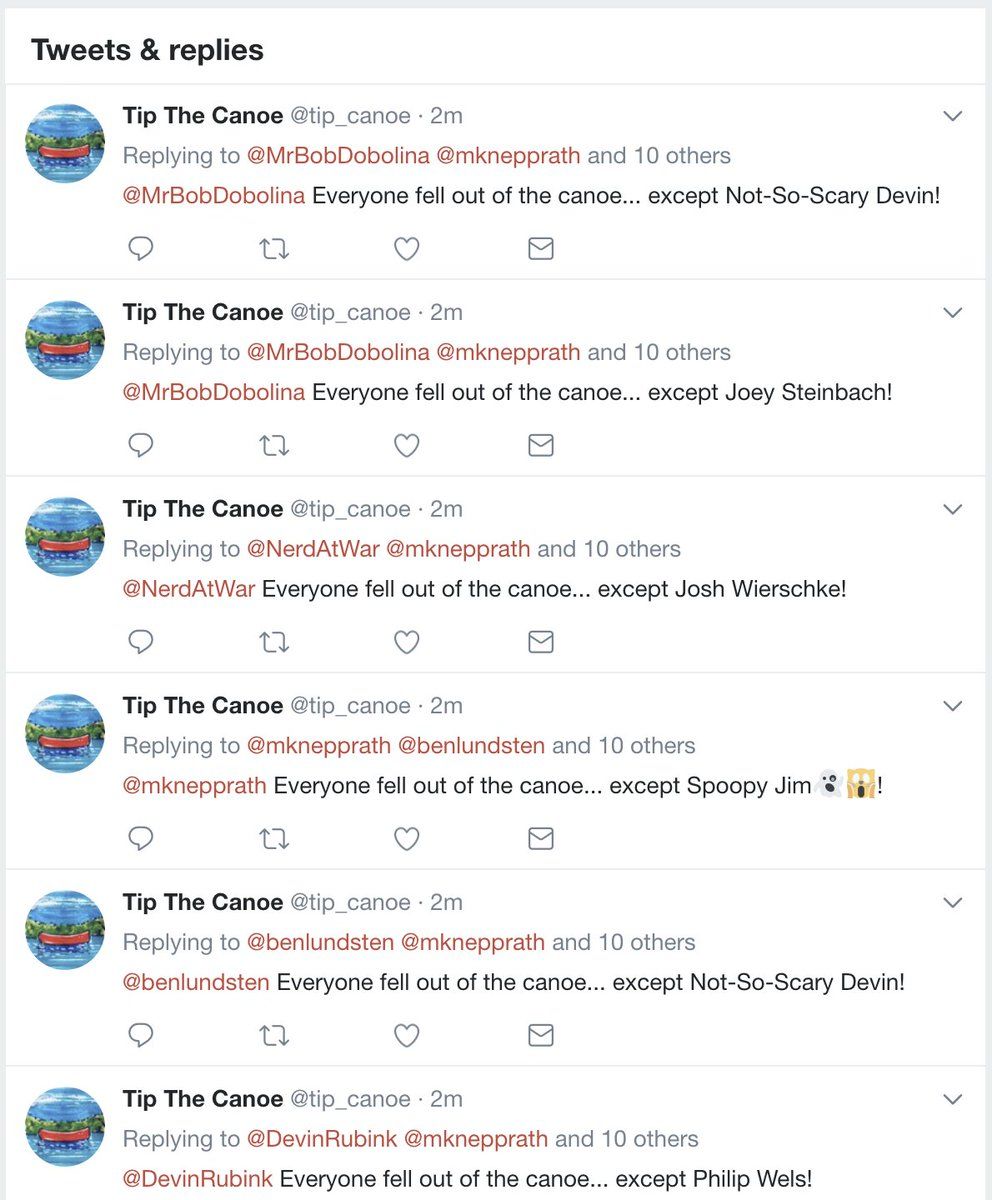 Tweets & replies
Tip The Canoe @tip_canoe · 2m
Replying to @MrBobDobolina @mknepprath and 10 others
@MrBobDobolina Everyone fell out of the canoe... except Not-So-Scary Devin!
Tip The Canoe @tip_canoe · 2m
Replying to @MrBobDobolina @mknepprath and 10 others
@MrBobDobolina Everyone fell out of the canoe... except Joey Steinbach!
Tip The Canoe @tip_canoe · 2m
Replying to @NerdAtWar @mknepprath and 10 others
@NerdAtWar Everyone fell out of the canoe... except Josh Wierschke!
Tip The Canoe @tip_canoe · 2m
Replying to @mknepprath @benlundsten and 10 others
@mknepprath Everyone fell out of the canoe... except Spoopy Jim👻🙀!
Tip The Canoe @tip_canoe · 2m
Replying to @benlundsten @mknepprath and 10 others
@benlundsten Everyone fell out of the canoe... except Not-So-Scary Devin!
Tip The Canoe @tip_canoe · 2m
Replying to @DevinRubink @mknepprath and 10 others
@DevinRubink Everyone fell out of the canoe... except Philip Wels!